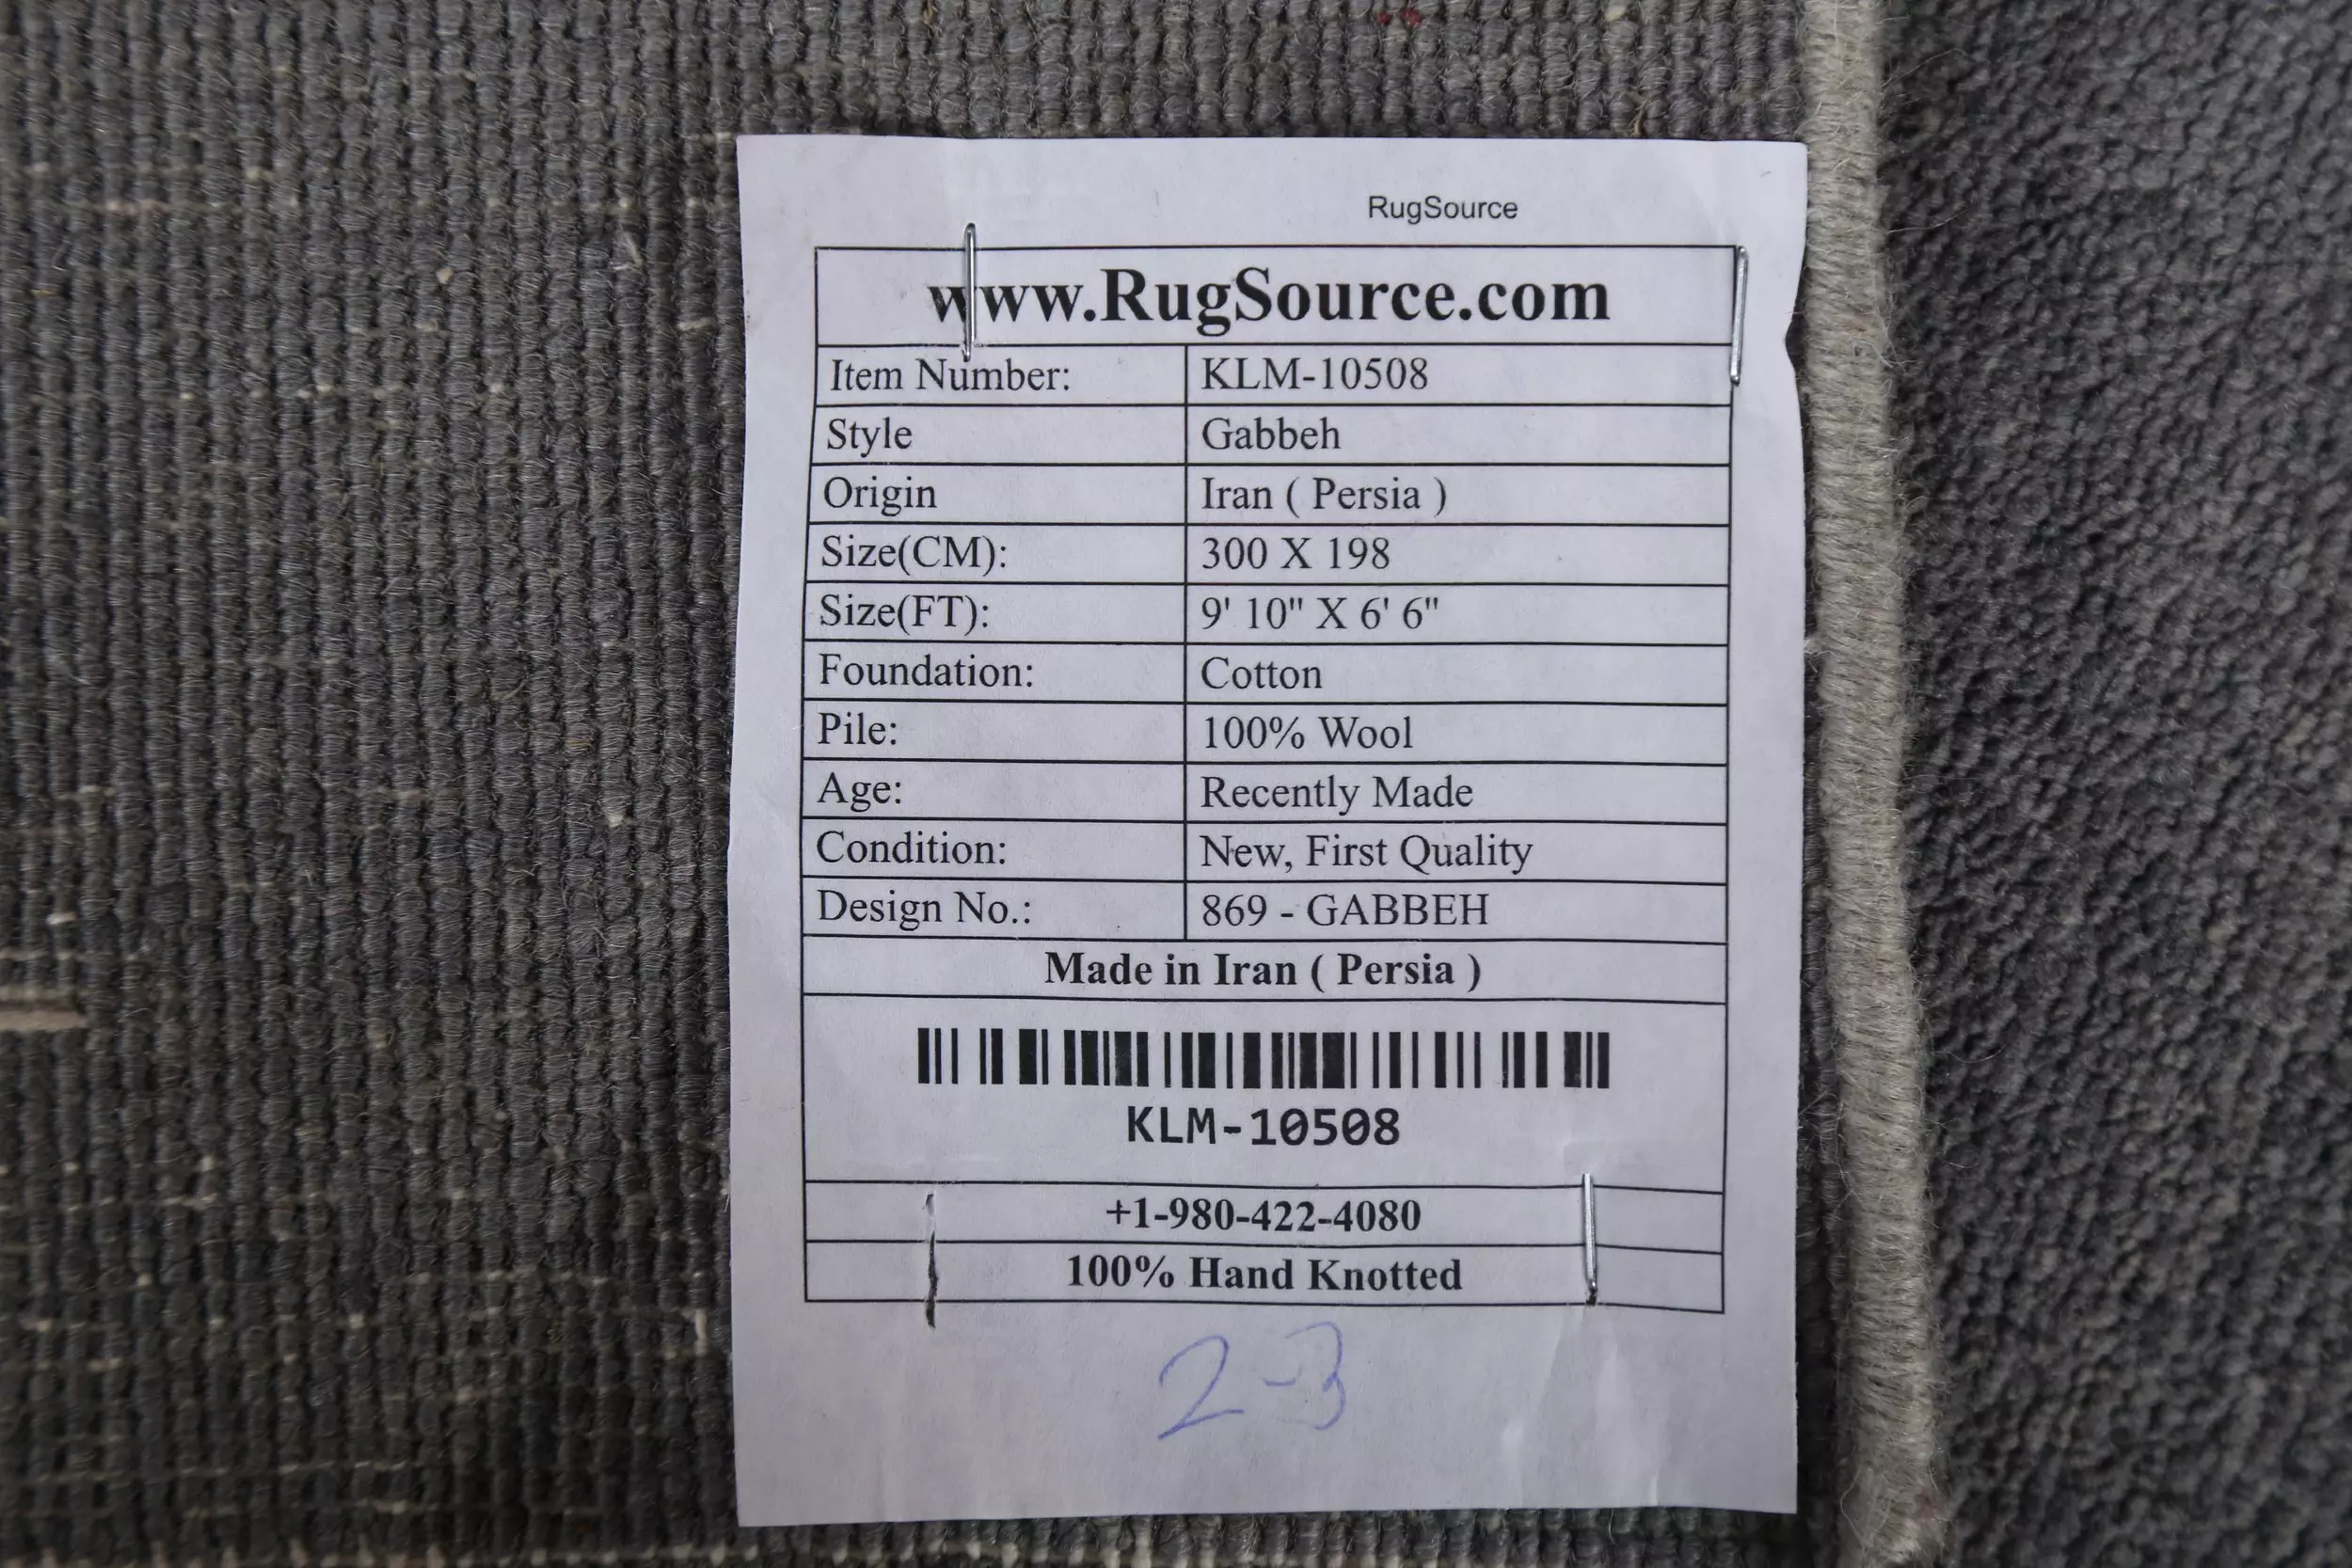 RugSource
www.RugSource.com
Item Number: KLM-10508
Style Gabbeh
Origin Iran ( Persia )
Size(CM): 300 X 198
Size(FT): 9' 10" X 6' 6"
Foundation: Cotton
Pile: 100% Wool
Age: Recently Made
Condition: New, First Quality
Design No.: 869 - GABBEH
Made in Iran ( Persia )
KLM-10508
+1-980-422-4080
100% Hand Knotted
2-3